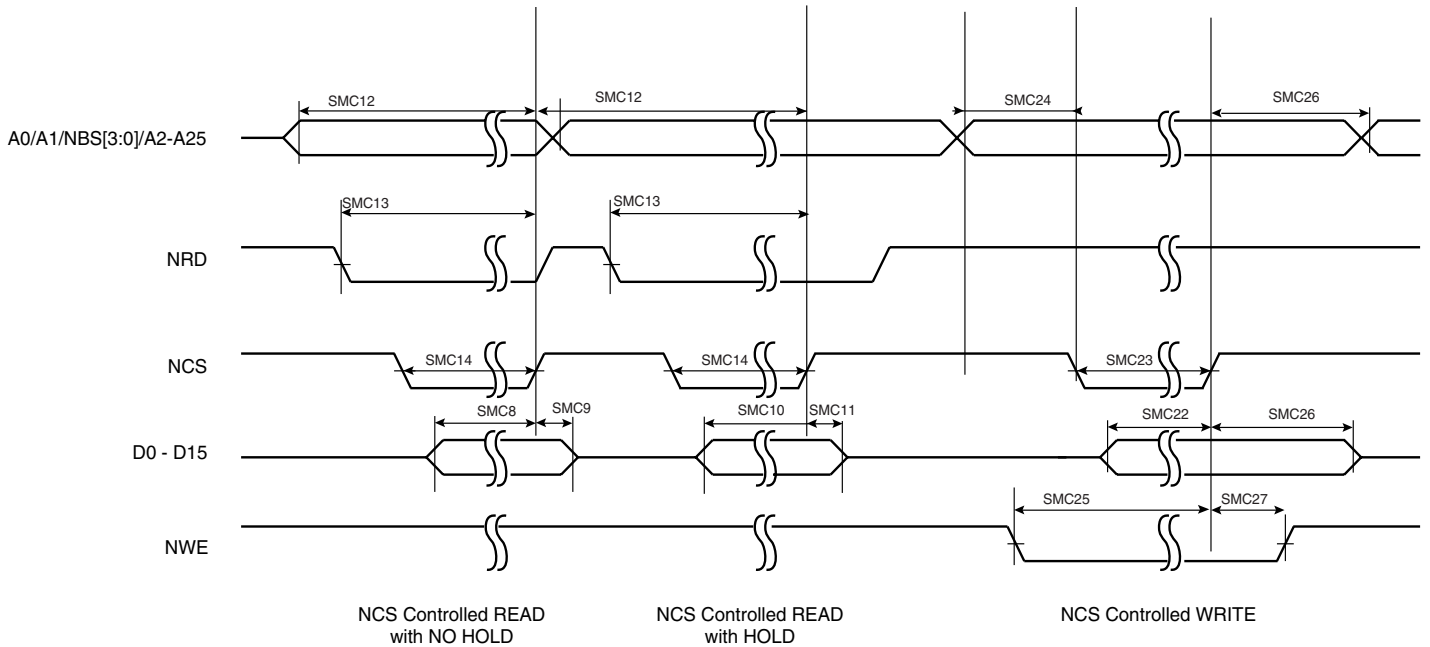 SMC12
SMC12
SMC24
SMC26
A0/A1/NBS[3:0]/A2-A25
SMC13
SMC13
NRD
NCS
SMC14
SMC14
SMC23
SMC8
SMC9
SMC10
SMC11
SMC22
SMC26
D0 - D15
SMC25
SMC27
NWE
NCS Controlled READ
with NO HOLD
NCS Controlled READ
with HOLD
NCS Controlled WRITE